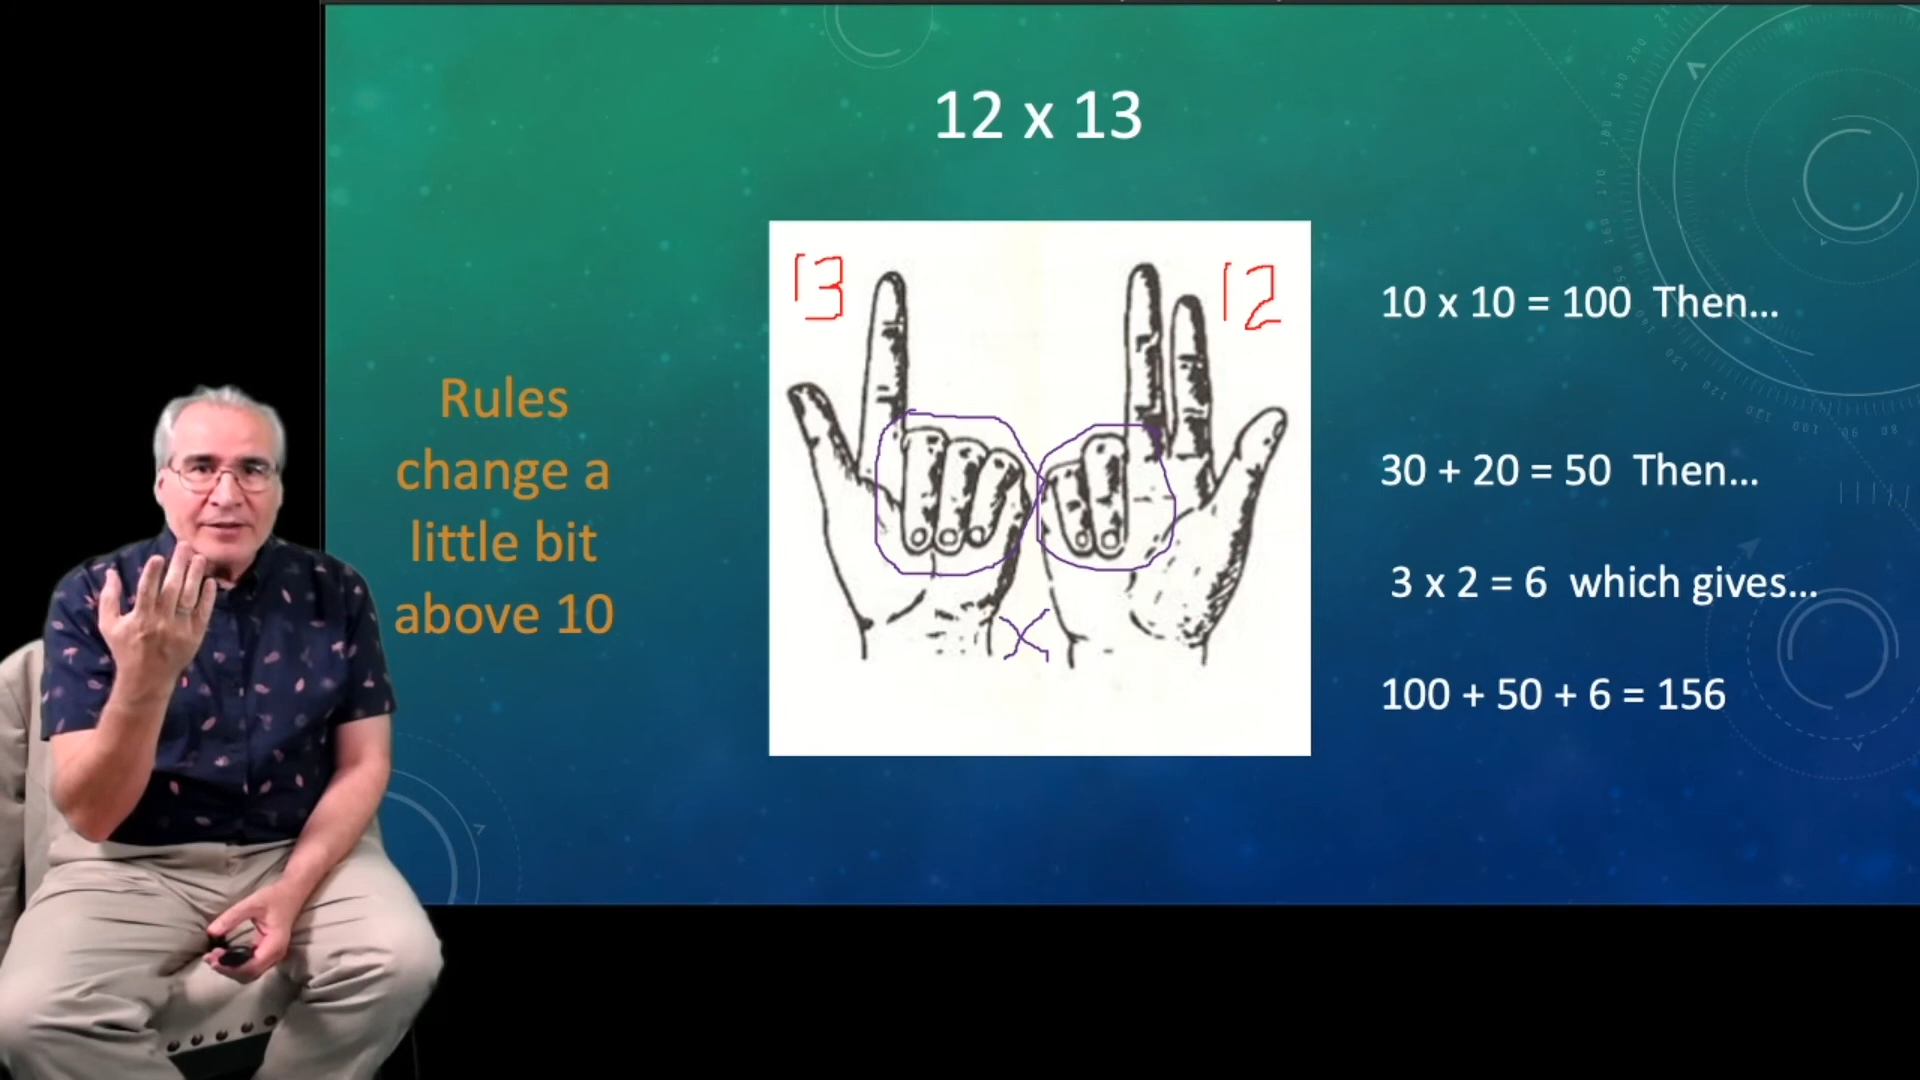 12 x 13
13
12
Rules
change a
little bit
above 10
X
10 x 10 = 100 Then...
30 + 20 = 50 Then...
3 x 2 = 6 which gives...
100 + 50 + 6 = 156